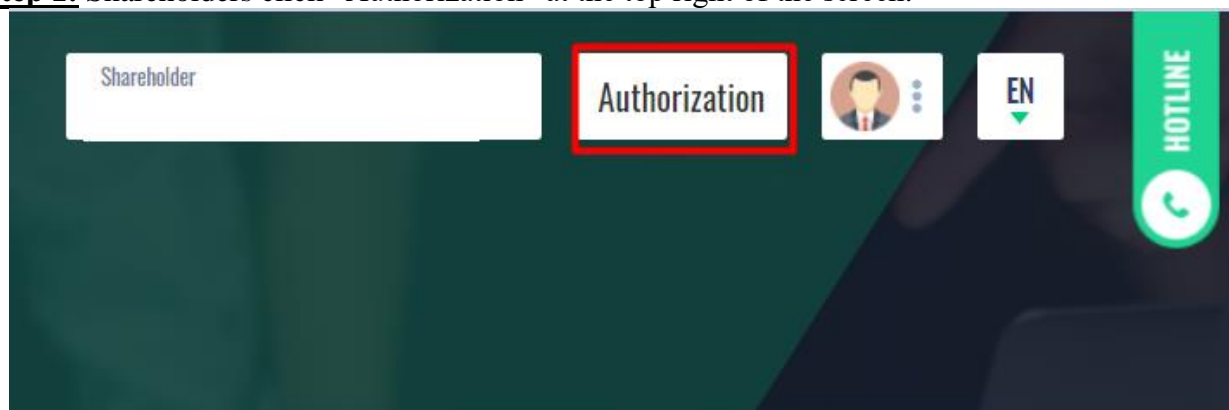 Shareholders click "Authorization" at the top right of the screen.
Shareholder
Authorization
EN
HOTLINE